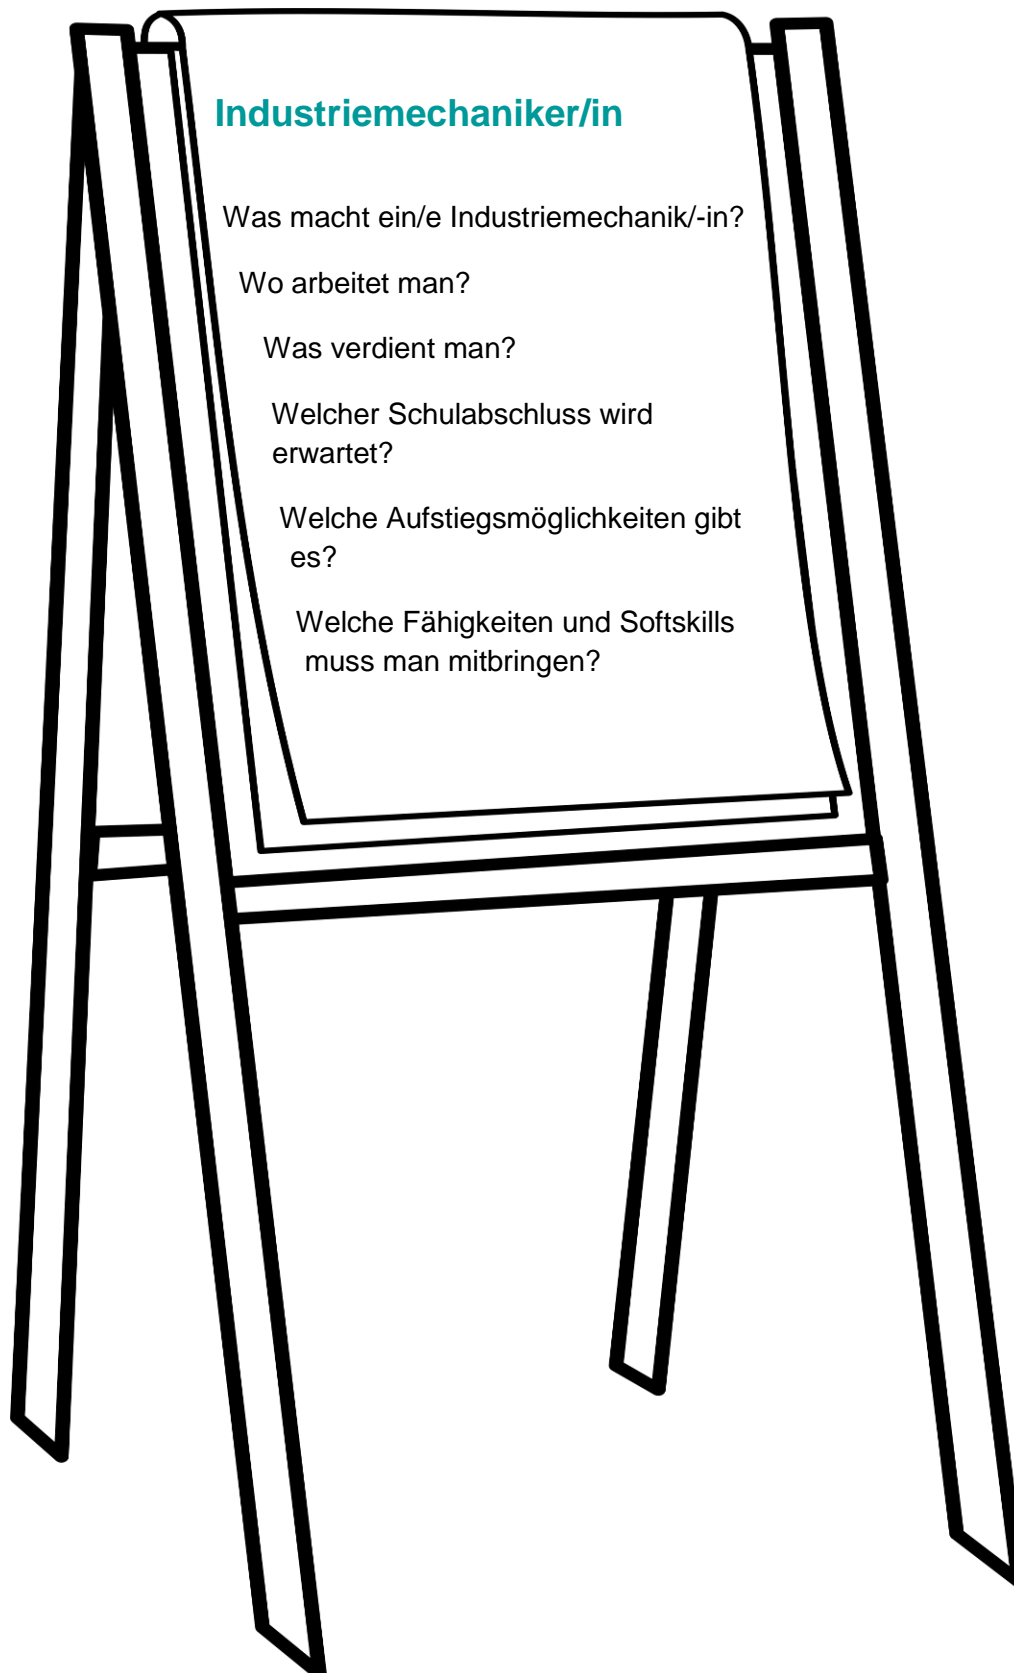 Industriemechaniker/in
Was macht ein/e Industriemechanik/-in?
Wo arbeitet man?
Was verdient man?
Welcher Schulabschluss wird
erwartet?
Welche Aufstiegsmöglichkeiten gibt
es?
Welche Fähigkeiten und Softskills
muss man mitbringen?